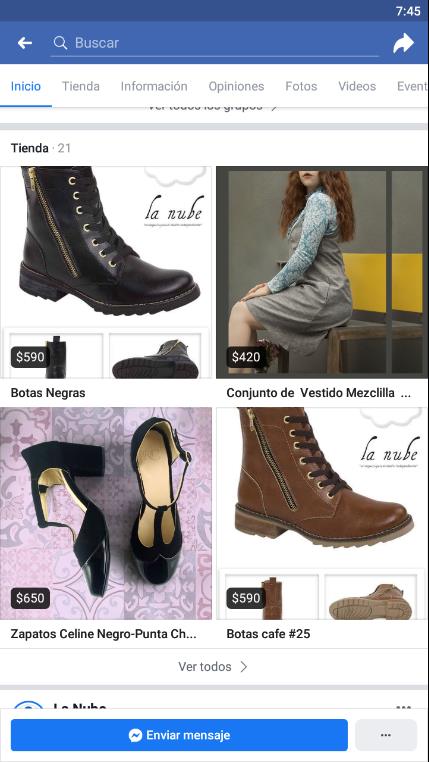 7:45
Buscar
Inicio Tienda Información Opiniones Fotos Videos Event
Ver todos los grupos
Tienda · 21
la nube
$590
$420
Botas Negras
Conjunto de Vestido Mezclilla ...
la nube
$650
$590
Zapatos Celine Negro-Punta Ch...
Botas cafe #25
Ver todos
La Nube
Enviar mensaje